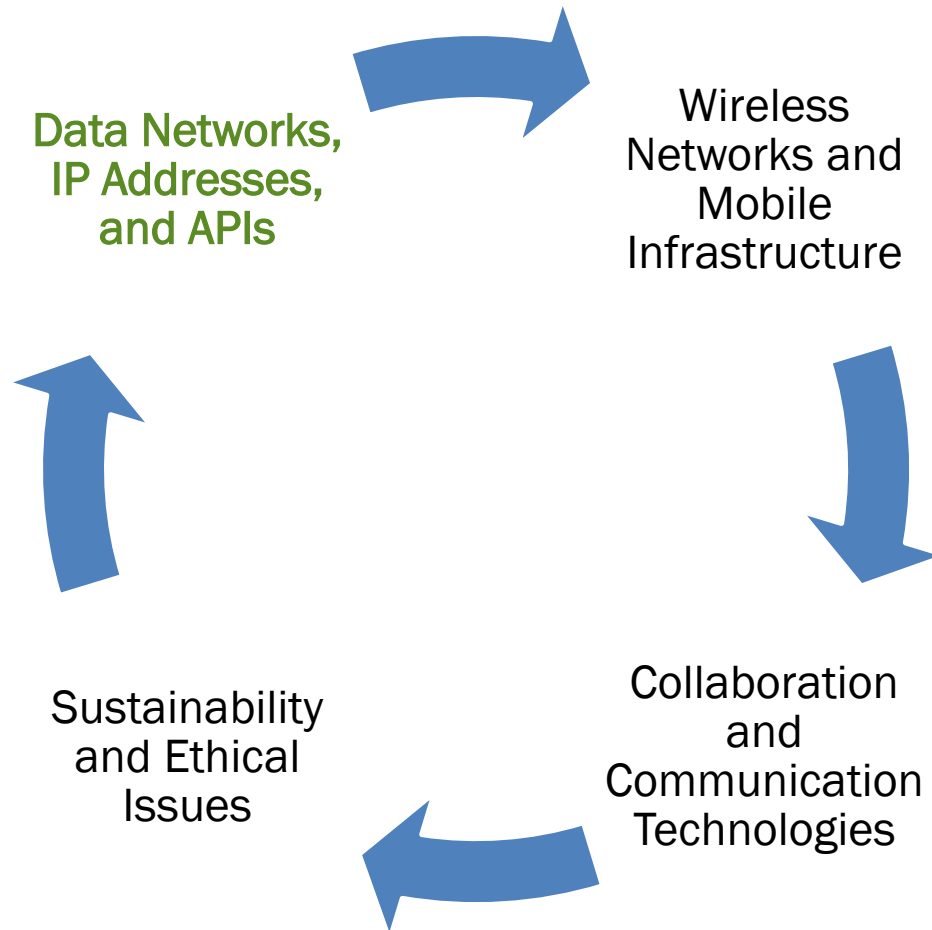 Data Networks,
IP Addresses,
and APIs
Wireless
Networks and
Mobile
Infrastructure
Collaboration
and
Communication
Technologies
Sustainability
and Ethical
Issues